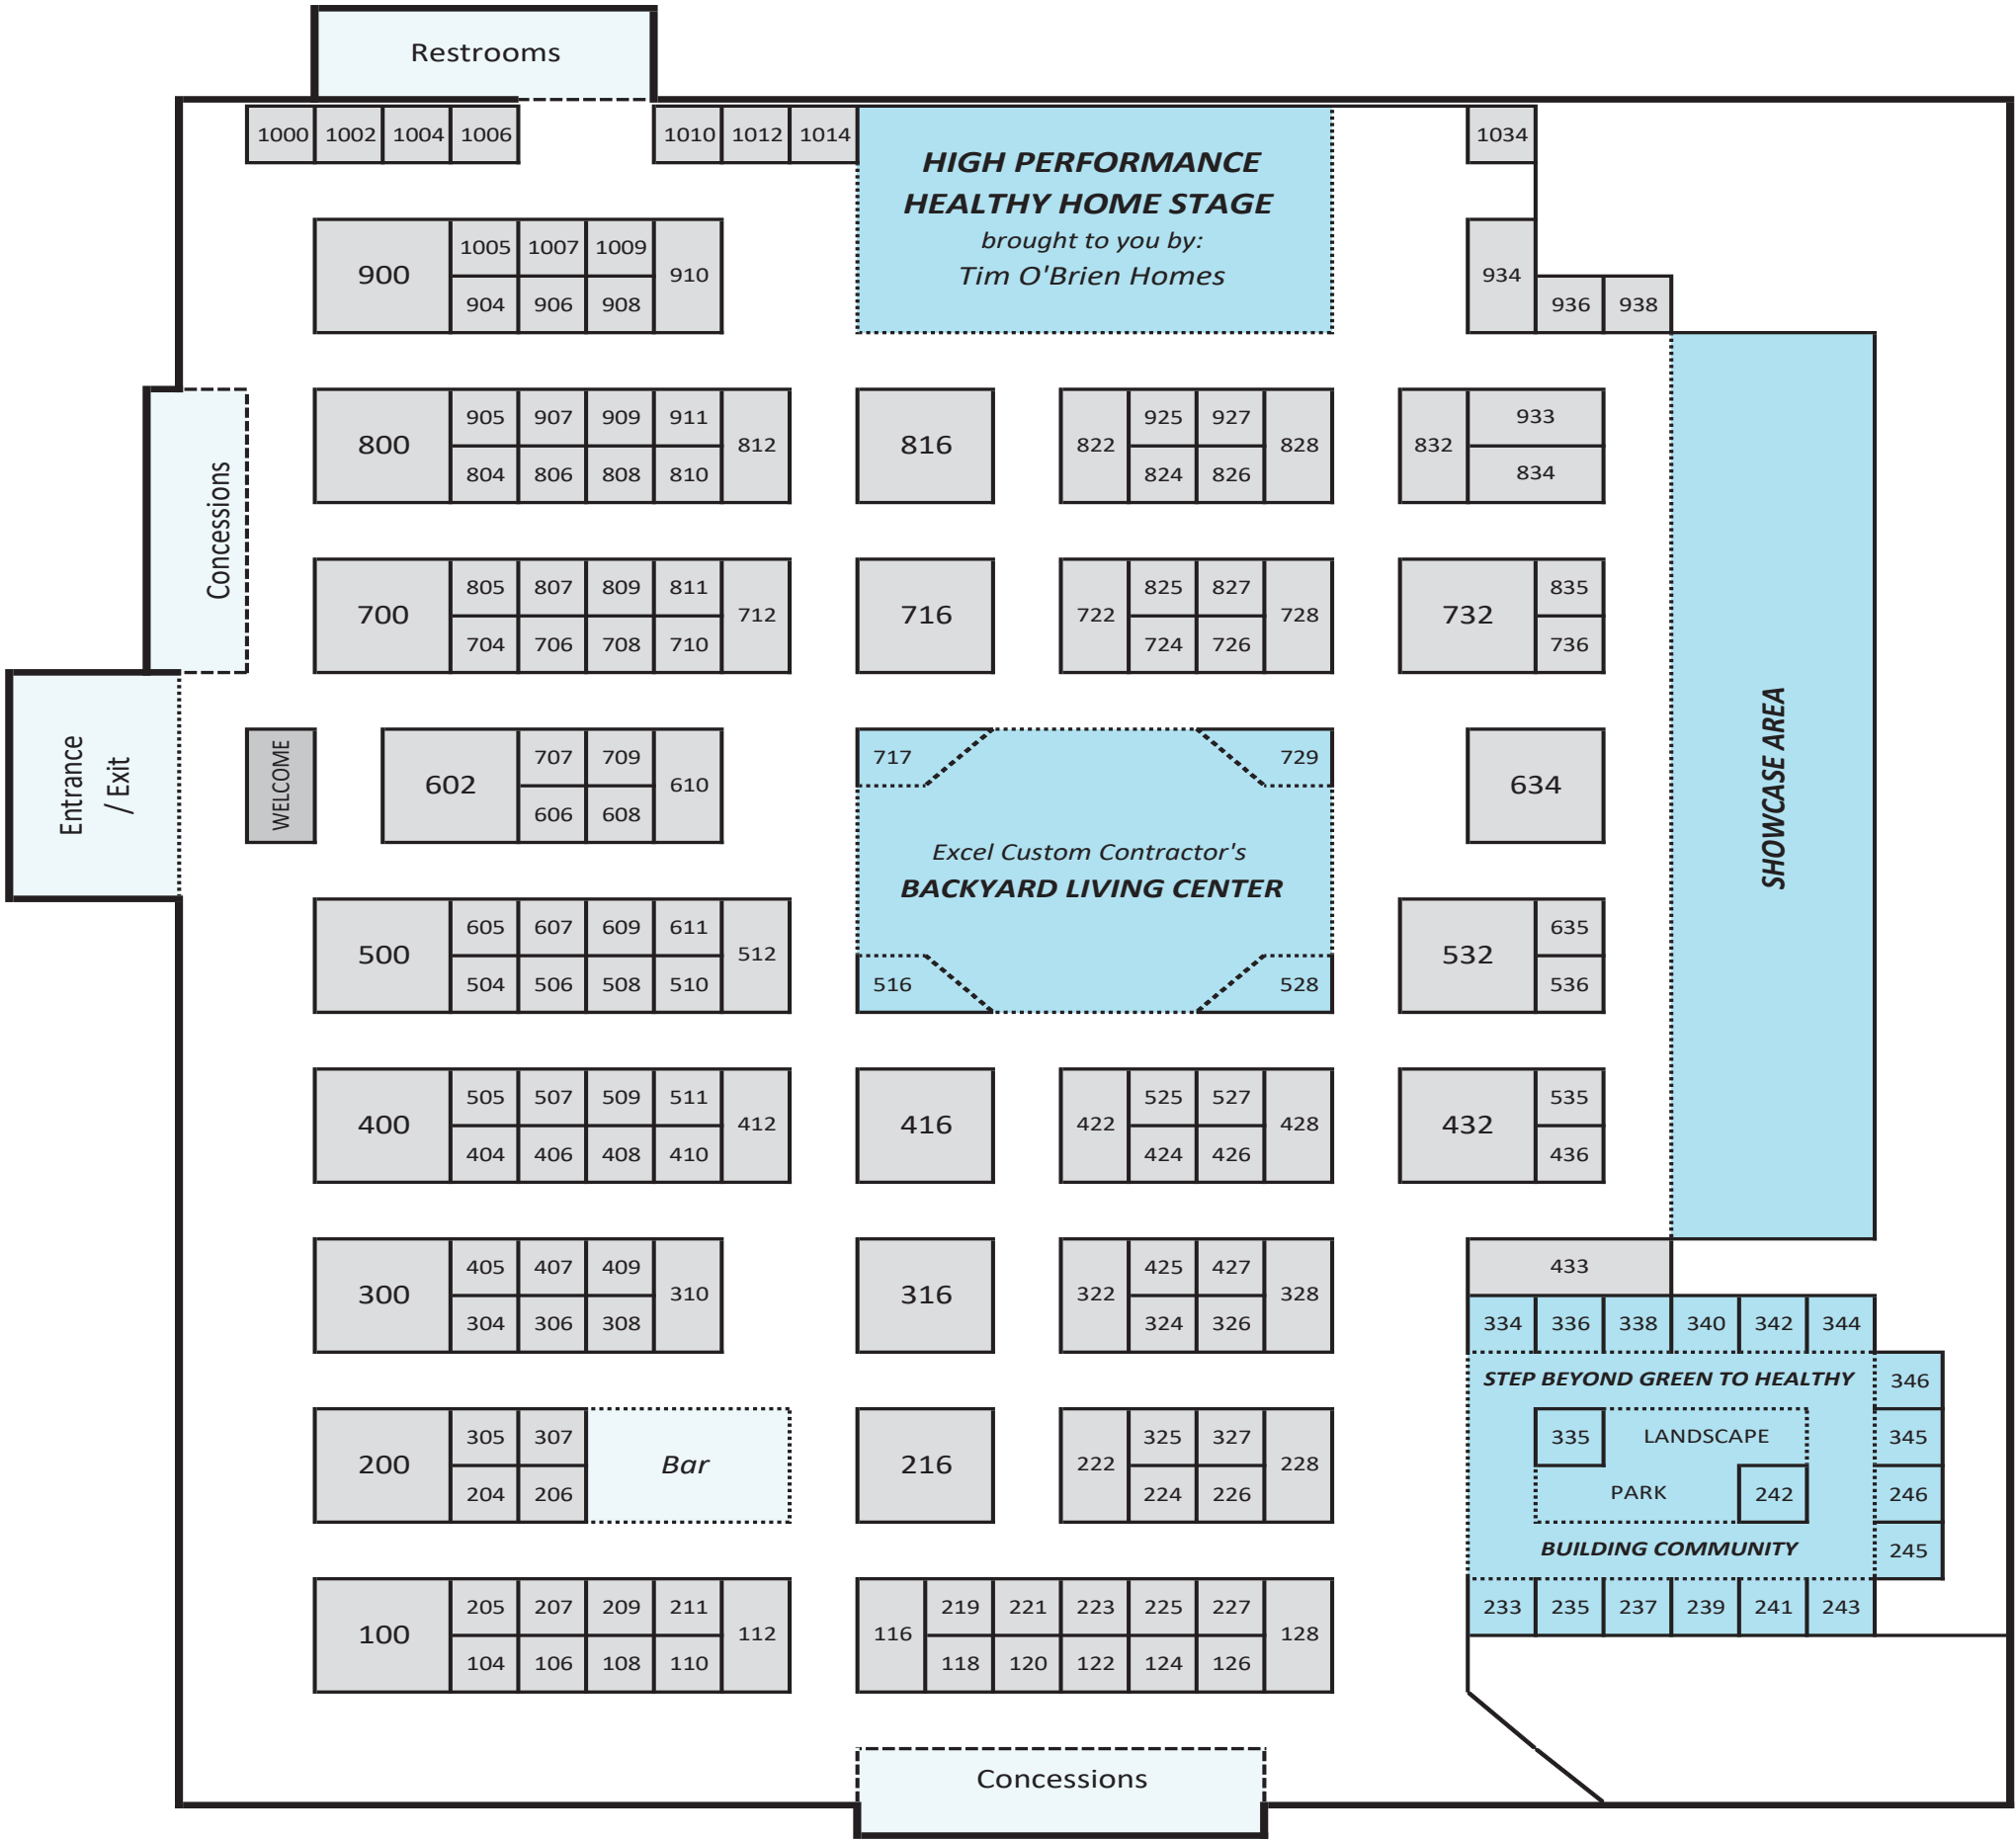 Restrooms
1000 1002 1004 1006 1010 1012 1014 1034
HIGH PERFORMANCE
HEALTHY HOME STAGE
brought to you by:
Tim O'Brien Homes
900 1005 1007 1009 910 934
904 906 908 936 938
Concessions
800 905 907 909 911 812 816 822 925 927 828 832 933
804 806 808 810 824 826 834
700 805 807 809 811 712 716 722 825 827 728 732 835
704 706 708 710 724 726 736
Entrance
/ Exit
WELCOME
602 707 709 610 717 729 634
606 608
SHOWCASE AREA
Excel Custom Contractor's
BACKYARD LIVING CENTER
500 605 607 609 611 512 532 635
504 506 508 510 516 528 536
400 505 507 509 511 412 416 422 525 527 428 432 535
404 406 408 410 424 426 436
300 405 407 409 310 316 322 425 427 328 433
304 306 308 324 326 334 336 338 340 342 344
STEP BEYOND GREEN TO HEALTHY 346
200 305 307 Bar 216 222 325 327 228 335 LANDSCAPE 345
204 206 224 226 PARK 242 246
BUILDING COMMUNITY 245
100 205 207 209 211 112 116 219 221 223 225 227 128 233 235 237 239 241 243
104 106 108 110 118 120 122 124 126
Concessions